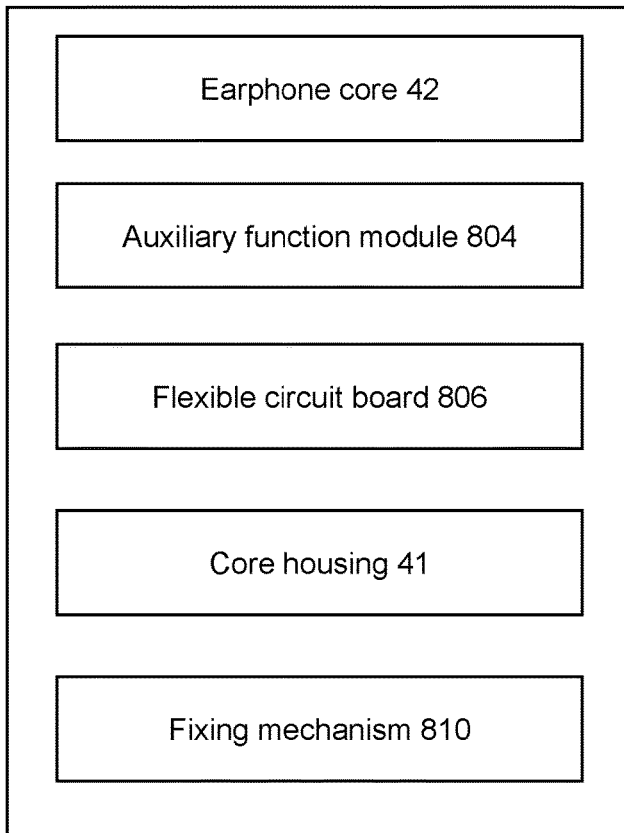 Earphone core 42
Auxiliary function module 804
Flexible circuit board 806
Core housing 41
Fixing mechanism 810